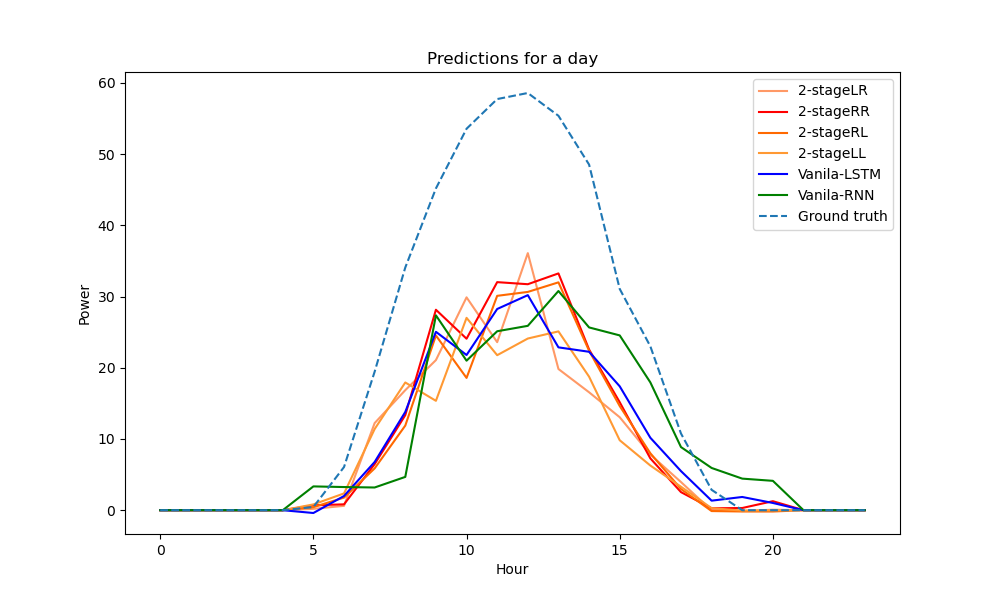 Predictions for a day
60
50
40
30
20
10
0
Power
0 5 10 15 20
Hour
2-stageLR
2-stageRR
2-stageRL
2-stageLL
Vanila-LSTM
Vanila-RNN
Ground truth